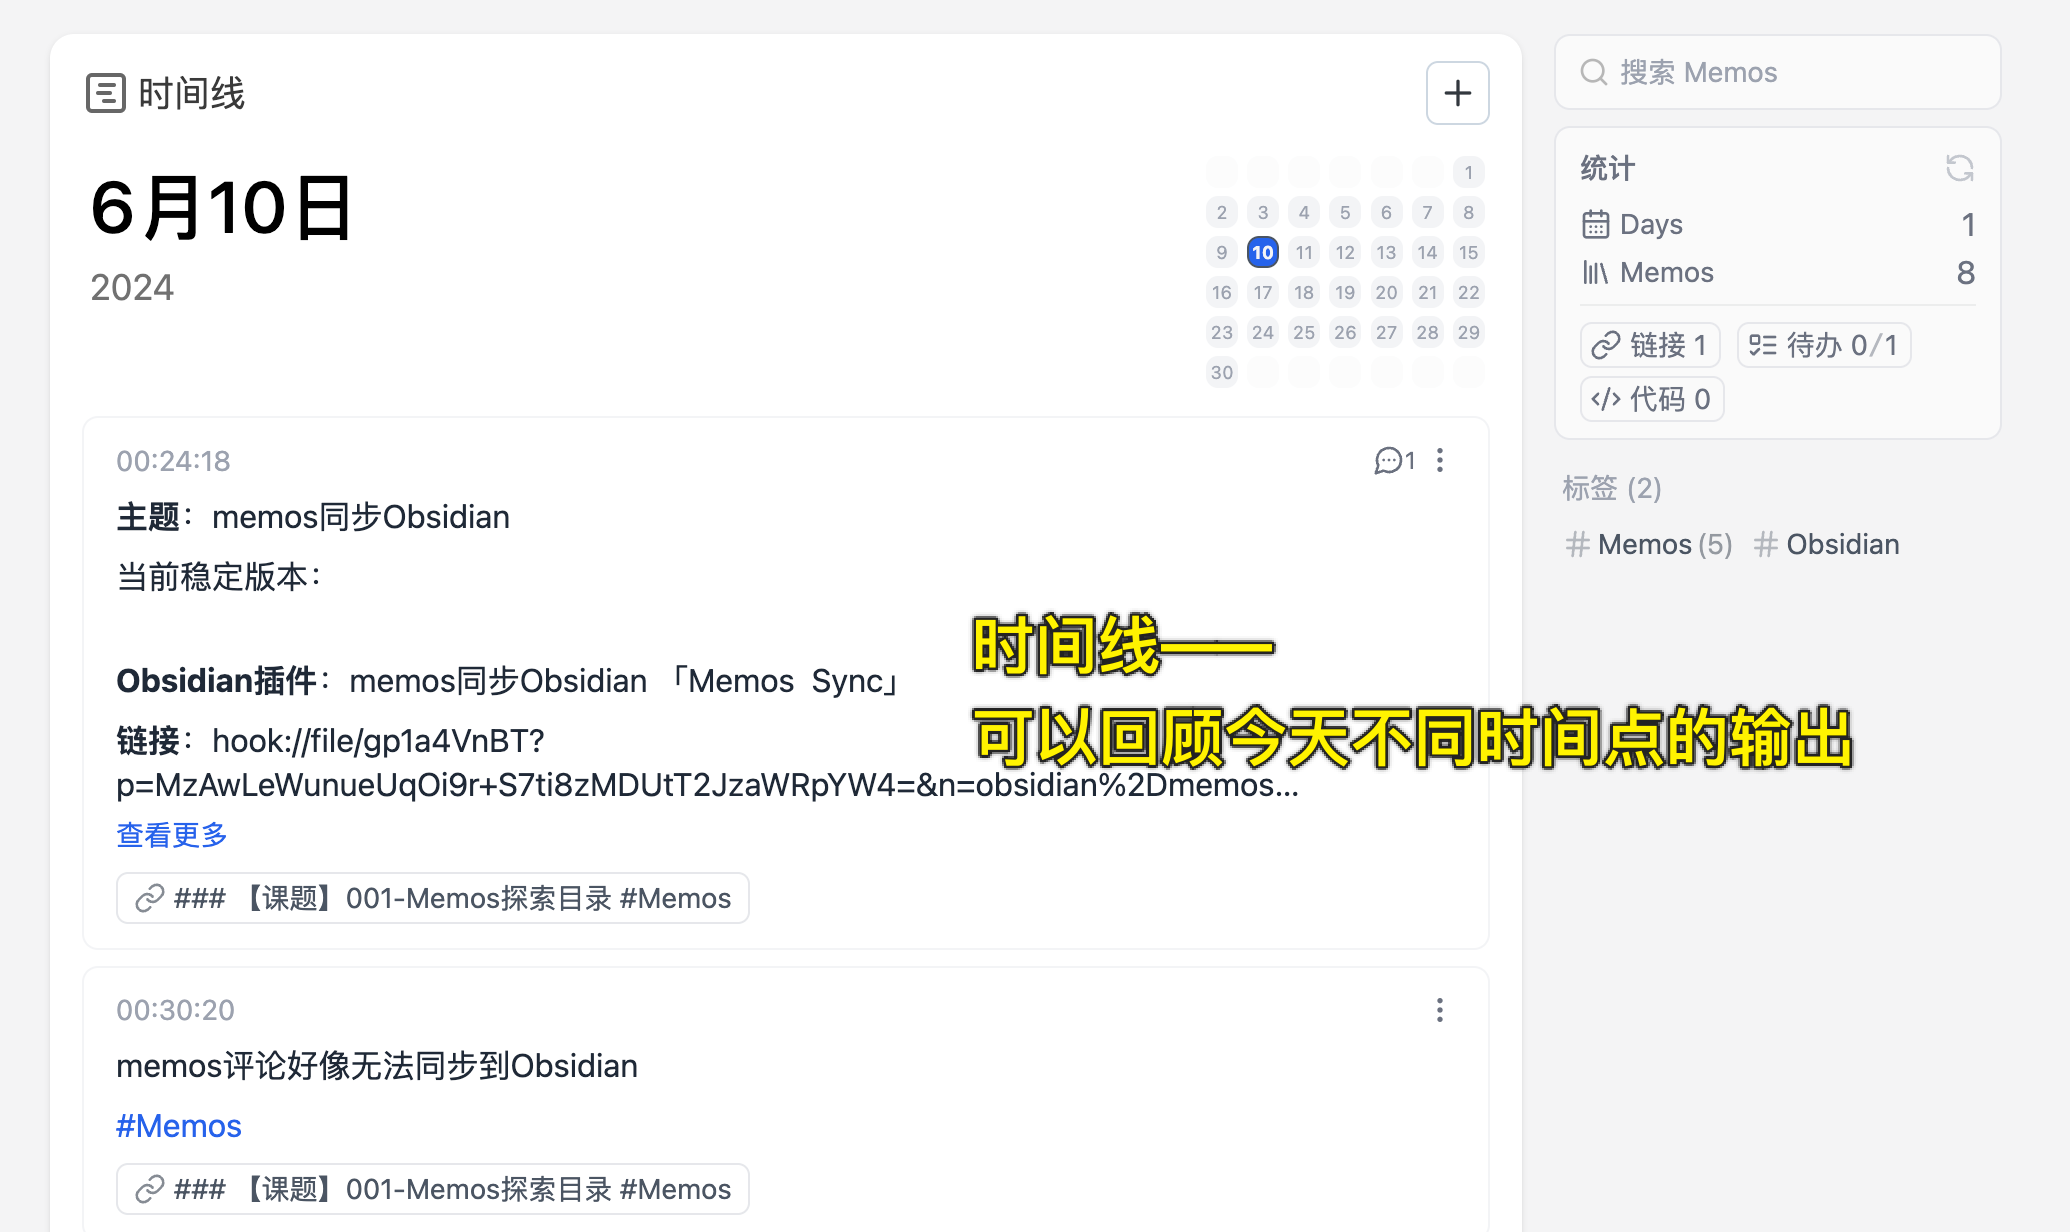 时间线
6月10日
2024
1
2 3 4 5 6 7 8
9 10 11 12 13 14 15
16 17 18 19 20 21 22
23 24 25 26 27 28 29
30
00:24:18
1
主题：memos同步Obsidian
当前稳定版本：
Obsidian插件：memos同步Obsidian 「Memos Sync」
链接：hook://file/gp1a4VnBT?
p=MzAwLeWunueUqOi9r+S7ti8zMDUtT2JzaWRpYW4=&n=obsidian%2Dmemos...
查看更多
### 【课题】001-Memos探索目录 #Memos
时间线——
可以回顾今天不同时间点的输出
00:30:20
memos评论好像无法同步到Obsidian
#Memos
### 【课题】001-Memos探索目录 #Memos
搜索 Memos
统计
Days 1
Memos 8
链接 1 待办 0/1
代码 0
标签 (2)
# Memos (5) # Obsidian